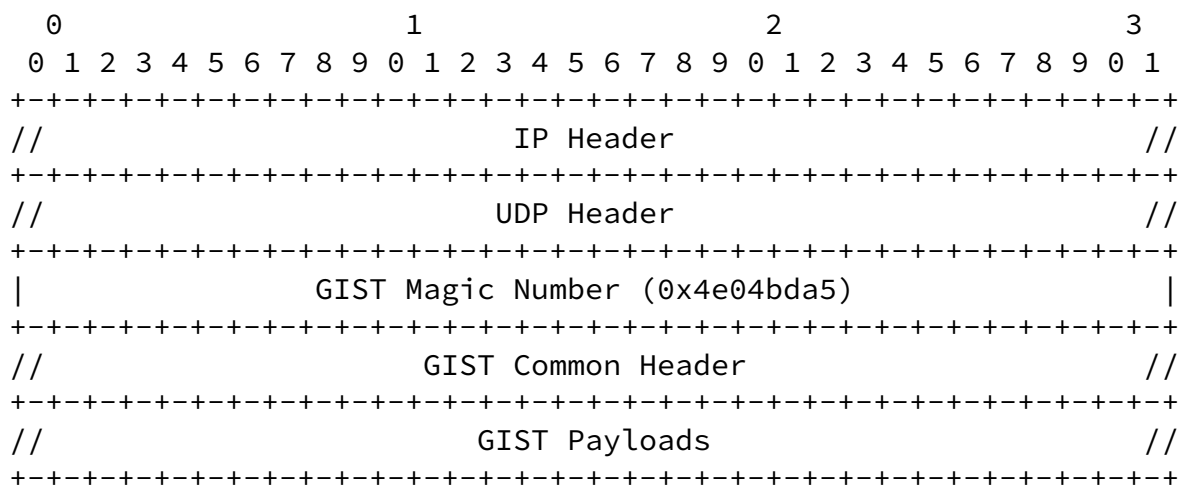 0                   1                   2                   3
 0 1 2 3 4 5 6 7 8 9 0 1 2 3 4 5 6 7 8 9 0 1 2 3 4 5 6 7 8 9 0 1
+-+-+-+-+-+-+-+-+-+-+-+-+-+-+-+-+-+-+-+-+-+-+-+-+-+-+-+-+-+-+-+-+
//                          IP Header                          //
+-+-+-+-+-+-+-+-+-+-+-+-+-+-+-+-+-+-+-+-+-+-+-+-+-+-+-+-+-+-+-+-+
//                         UDP Header                          //
+-+-+-+-+-+-+-+-+-+-+-+-+-+-+-+-+-+-+-+-+-+-+-+-+-+-+-+-+-+-+-+-+
|                GIST Magic Number (0x4e04bda5)                 |
+-+-+-+-+-+-+-+-+-+-+-+-+-+-+-+-+-+-+-+-+-+-+-+-+-+-+-+-+-+-+-+-+
//                     GIST Common Header                      //
+-+-+-+-+-+-+-+-+-+-+-+-+-+-+-+-+-+-+-+-+-+-+-+-+-+-+-+-+-+-+-+-+
//                        GIST Payloads                        //
+-+-+-+-+-+-+-+-+-+-+-+-+-+-+-+-+-+-+-+-+-+-+-+-+-+-+-+-+-+-+-+-+